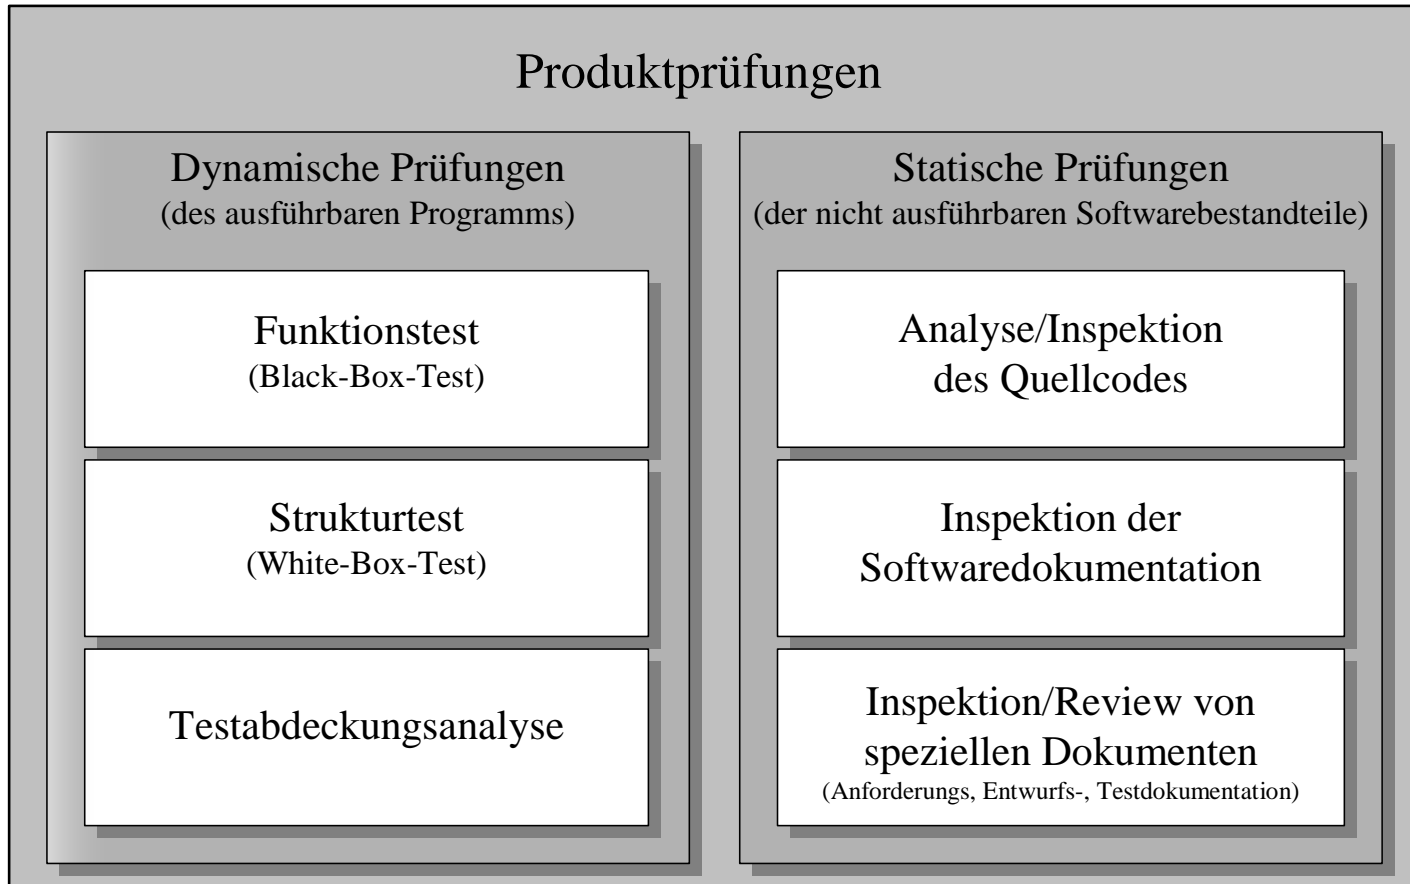 Produktprüfungen
Dynamische Prüfungen
(des ausführbaren Programms)
Funktionstest
(Black-Box-Test)
Strukturtest
(White-Box-Test)
Testabdeckungsanalyse
Statische Prüfungen
(der nicht ausführbaren Softwarebestandteile)
Analyse/Inspektion
des Quellcodes
Inspektion der
Softwaredokumentation
Inspektion/Review von
speziellen Dokumenten
(Anforderungs, Entwurfs-, Testdokumentation)